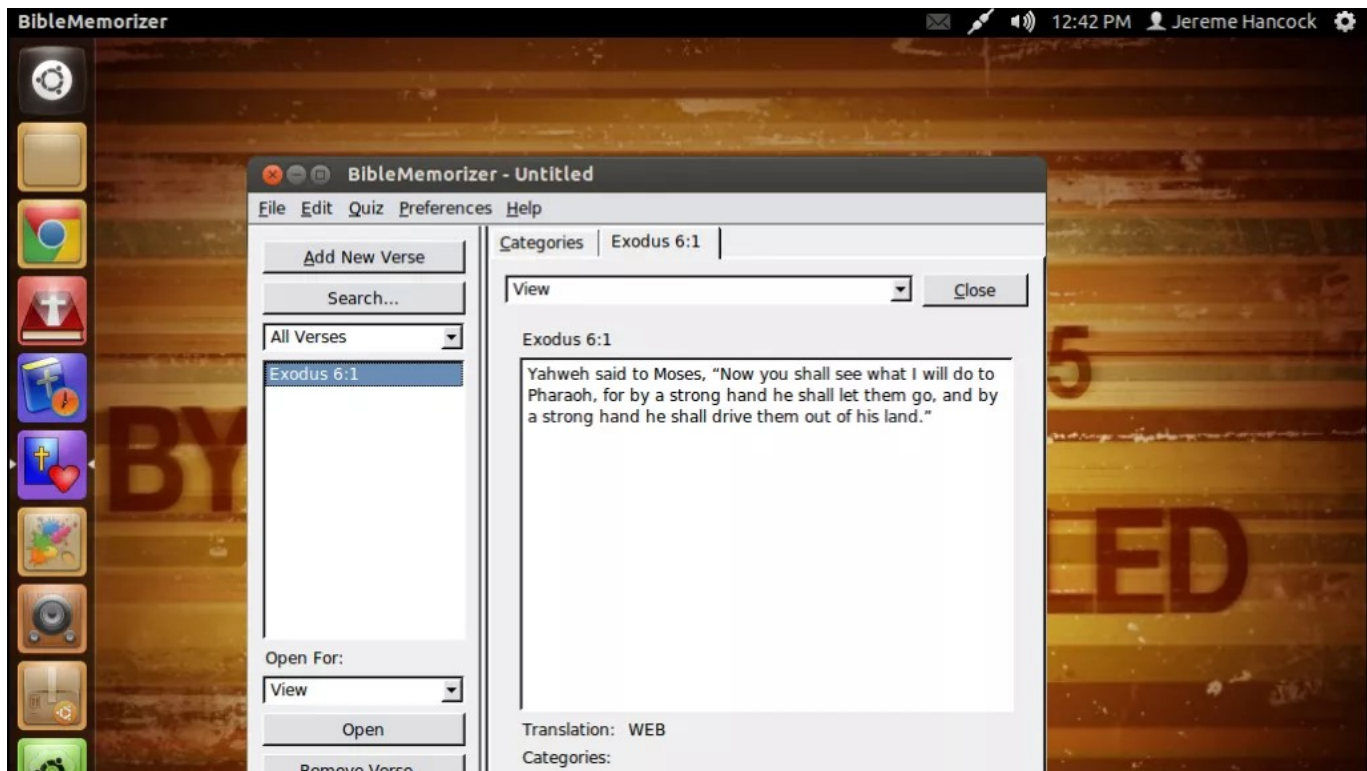 BibleMemorizer
12:42 PM Jereme Hancock
BibleMemorizer - Untitled
File Edit Quiz Preferences Help
Add New Verse
Search...
All Verses
Exodus 6:1
Open For:
View
Open
Remove Verse
Categories
Exodus 6:1
View
Close
Exodus 6:1
Yahweh said to Moses, “Now you shall see what I will do to
Pharaoh, for by a strong hand he shall let them go, and by
a strong hand he shall drive them out of his land.”
Translation: WEB
Categories:
BY
5
LED